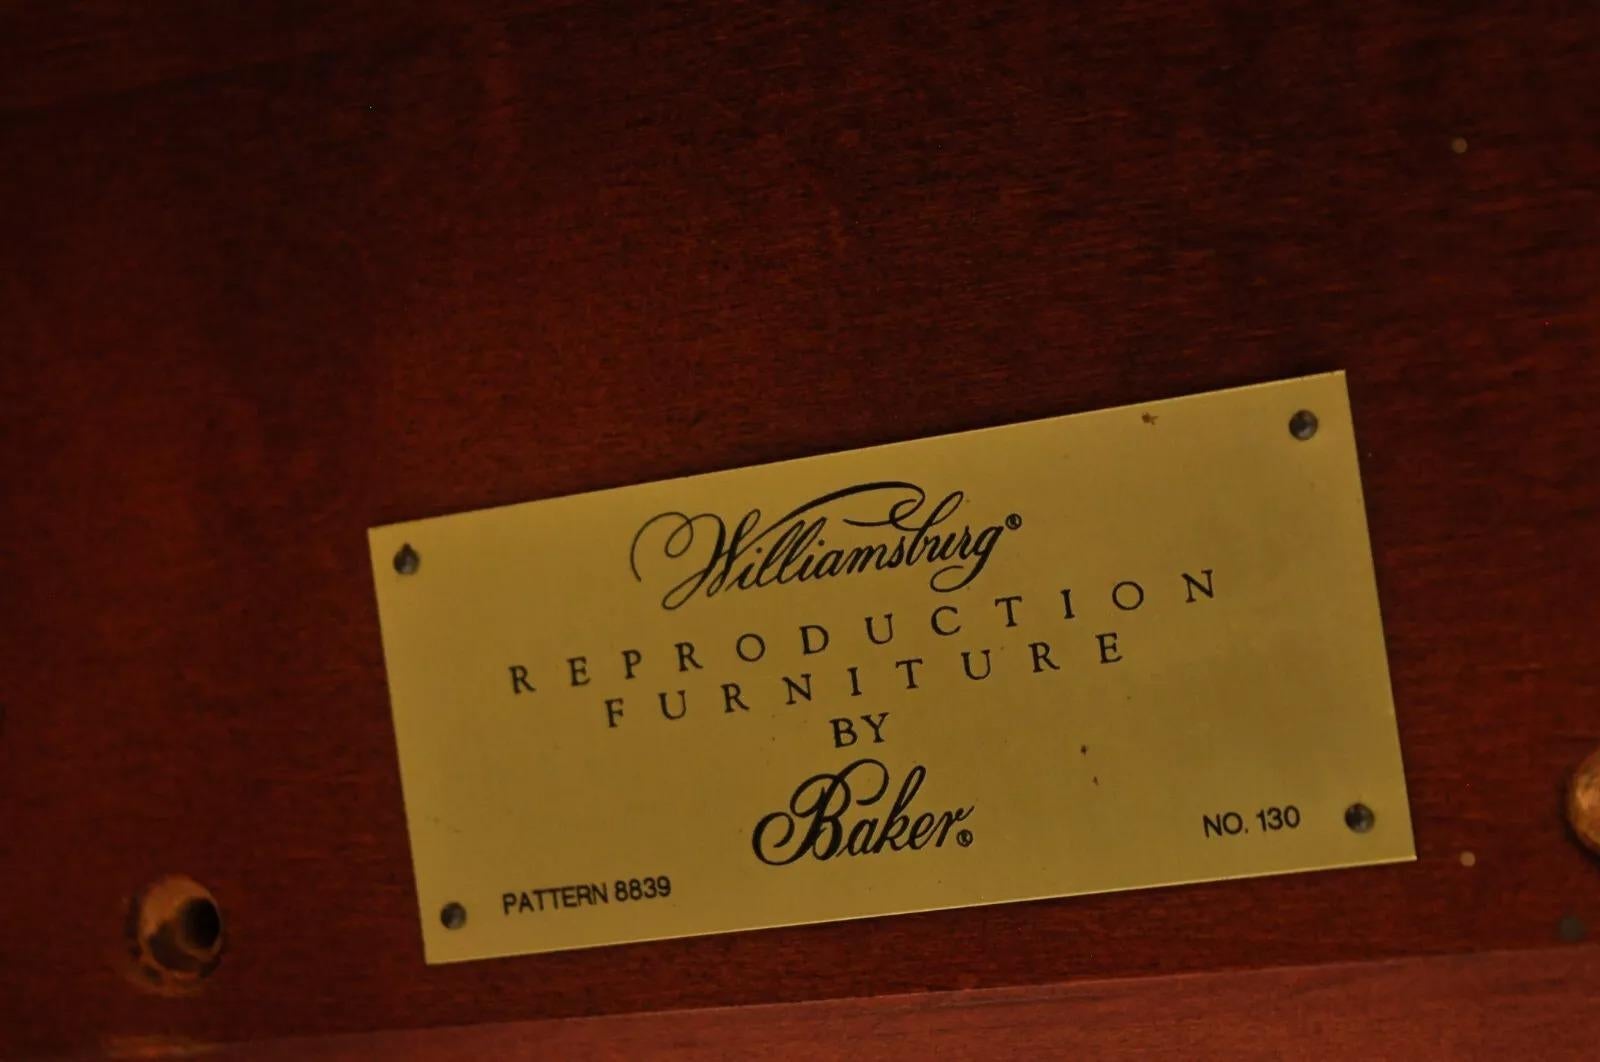 Williamsburg®
REPRODUCTION
FURNITURE
BY
Baker®
PATTERN 8839
NO. 130